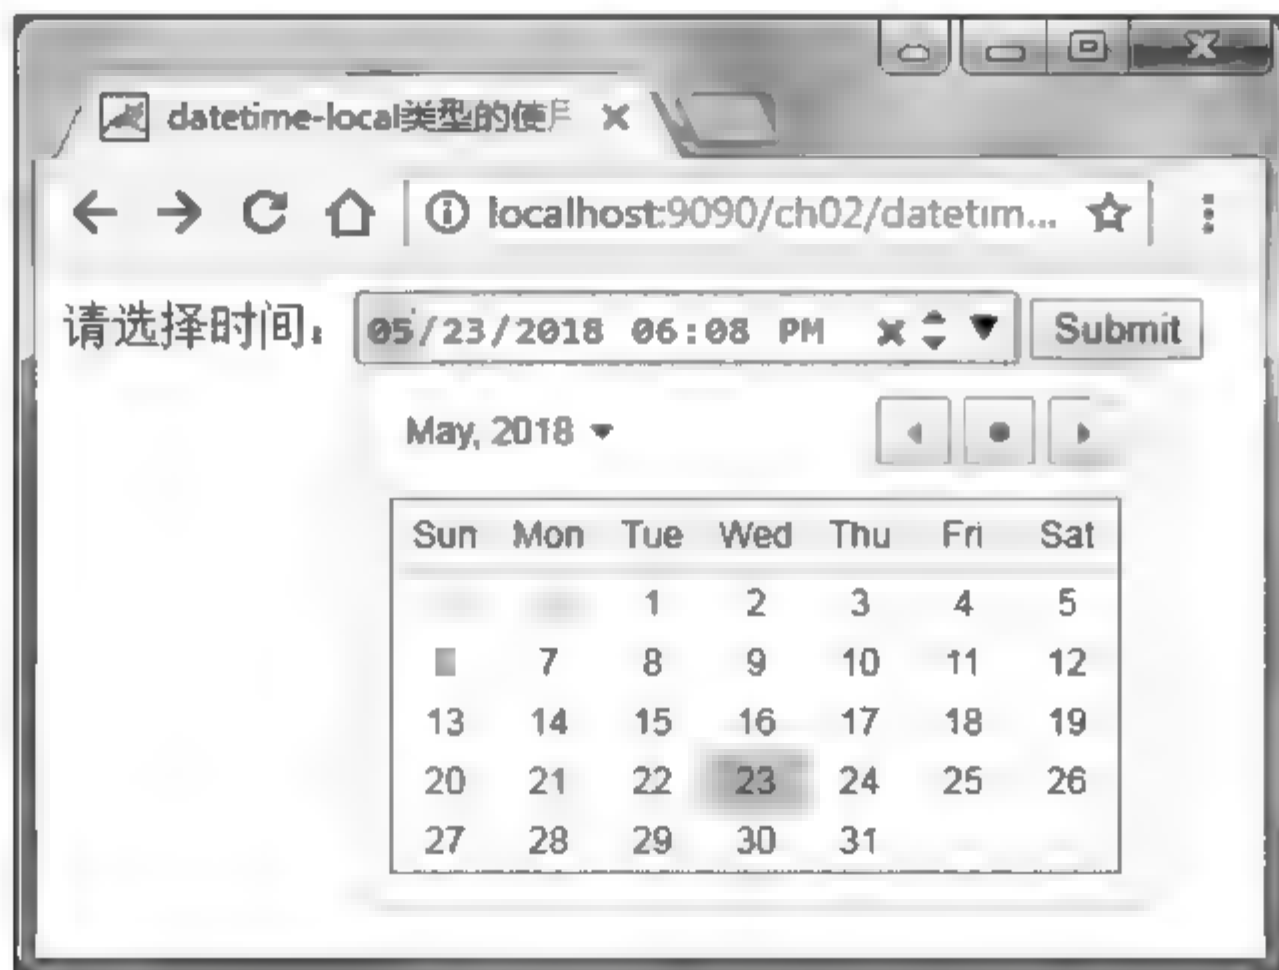 datetime-local类型的使
localhost:9090/ch02/datetim...
请选择时间： 05/23/2018 06:08 PM Submit
May, 2018
Sun Mon Tue Wed Thu Fri Sat
1 2 3 4 5
7 8 9 10 11 12
13 14 15 16 17 18 19
20 21 22 23 24 25 26
27 28 29 30 31